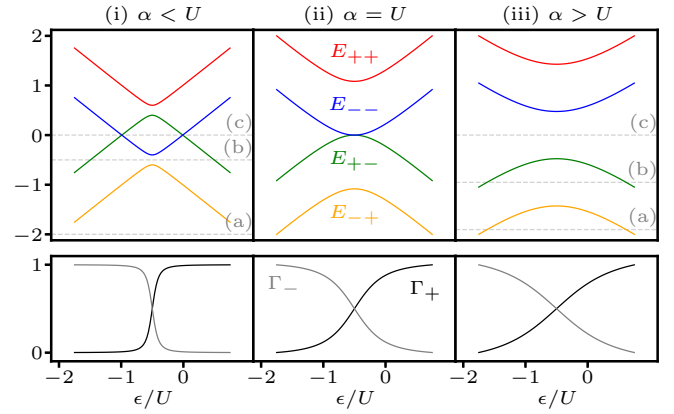 (i) α < U (ii) α = U (iii) α > U
2
1
0
−1
−2
E₊₊
E₋₋
E₊₋
E₋₊
(c)
(b)
(a)
(c)
(b)
(a)
1
0
Γ₋
Γ₊
−2 −1 0 −2 −1 0 −2 −1 0
ϵ/U ϵ/U ϵ/U